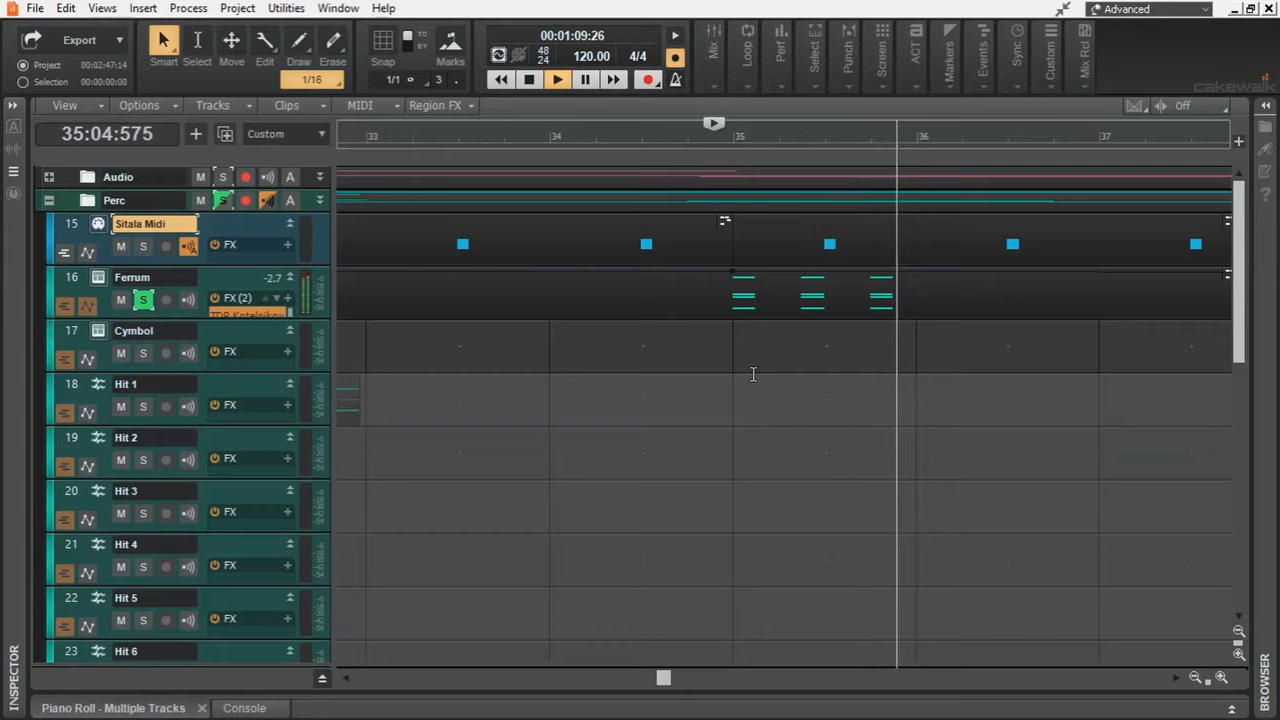 File Edit Views Insert Process Project Utilities Window Help Advanced
Export
Project 00:02:47:14
Selection 00:00:00:00
Smart Select Move Edit Draw Erase Snap TO BY Marks
1/16 1/1 3 .
00:01:09:26
48 24 120.00 4/4
Mix Loop Perf Select Punch Screen ACT Markers Events Sync Custom Mix Rcl
cakewalk
View Options Tracks Clips MIDI Region FX Off
35:04:575 Custom 33 34 35 36 37
Audio M S A
Perc M S A
15 Sitala Midi
M S FX
16 Ferrum -2.7
M S FX (2)
17 Cymbol
M S FX
18 Hit 1
M S FX
19 Hit 2
M S FX
20 Hit 3
M S FX
21 Hit 4
M S FX
22 Hit 5
M S FX
23 Hit 6
INSPECTOR
BROWSER
Piano Roll - Multiple Tracks Console